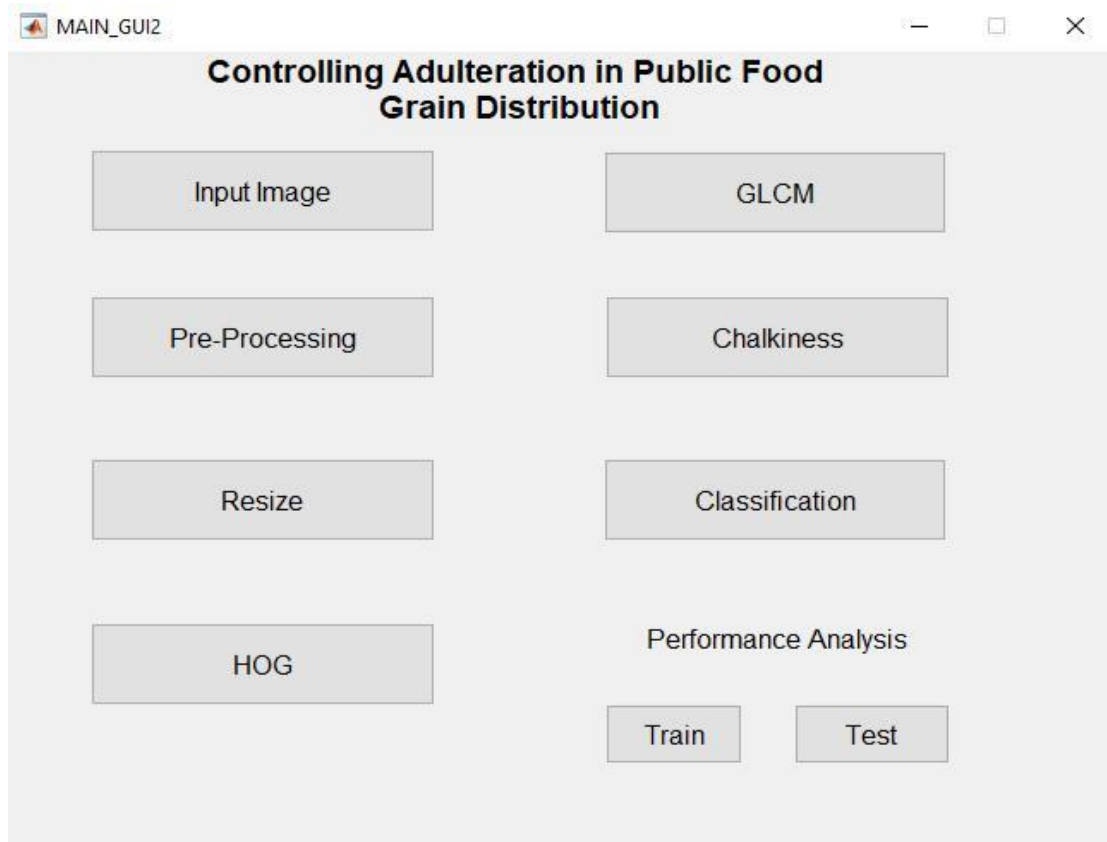 MAIN_GUI2
Controlling Adulteration in Public Food
Grain Distribution
Input Image
GLCM
Pre-Processing
Chalkiness
Resize
Classification
HOG
Performance Analysis
Train
Test